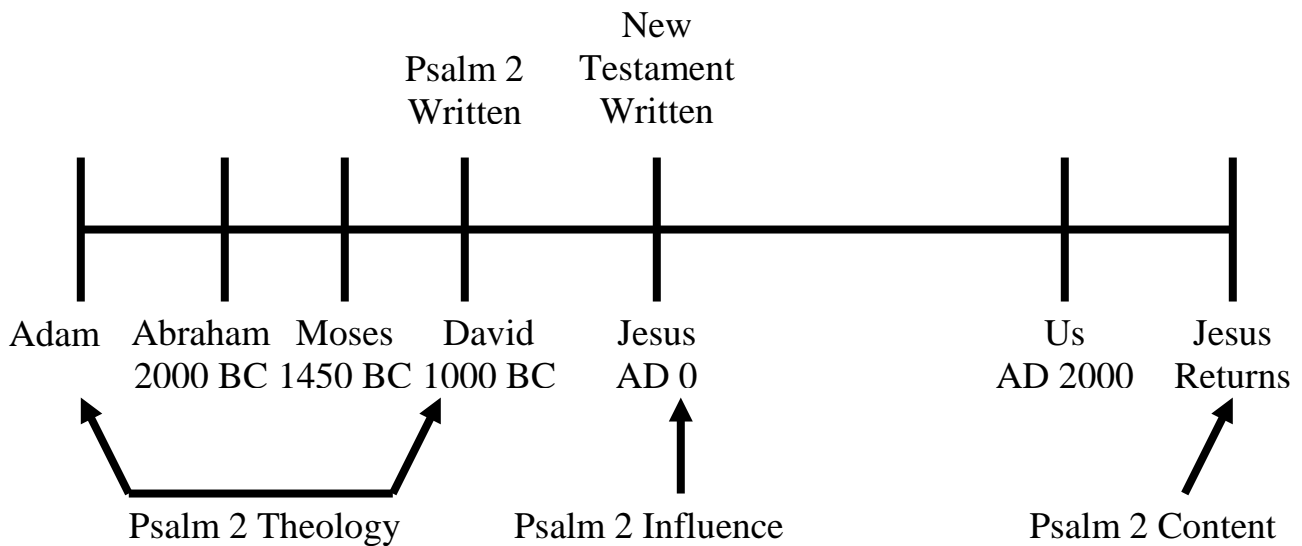 New
Psalm 2 Testament
Written Written
Adam Abraham Moses David Jesus Us Jesus
2000 BC 1450 BC 1000 BC AD 0 AD 2000 Returns
Psalm 2 Theology Psalm 2 Influence Psalm 2 Content